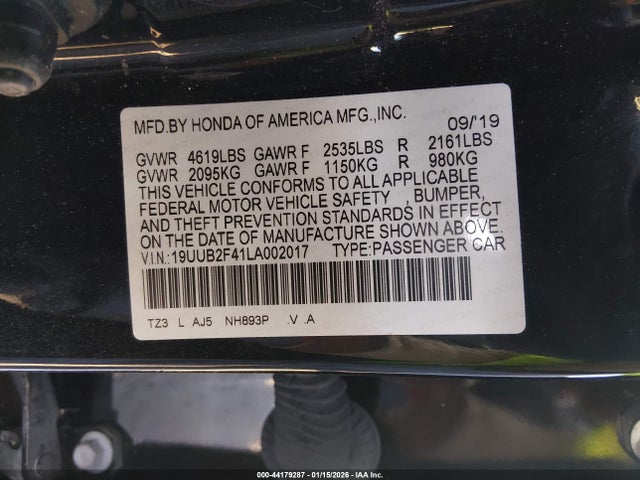 MFD.BY HONDA OF AMERICA MFG.,INC. 09/'19
GVWR 4619LBS GAWR F 2535LBS R 2161LBS
GVWR 2095KG GAWR F 1150KG R 980KG
THIS VEHICLE CONFORMS TO ALL APPLICABLE
FEDERAL MOTOR VEHICLE SAFETY , BUMPER,
AND THEFT PREVENTION STANDARDS IN EFFECT
ON THE DATE OF MANUFACTURE SHOWN ABOVE.
V.I.N.:19UUB2F41LA002017 TYPE:PASSENGER CAR
TZ3 L AJ5 NH893P .V .A
000-44179287 - 01/15/2026 - IAA Inc.